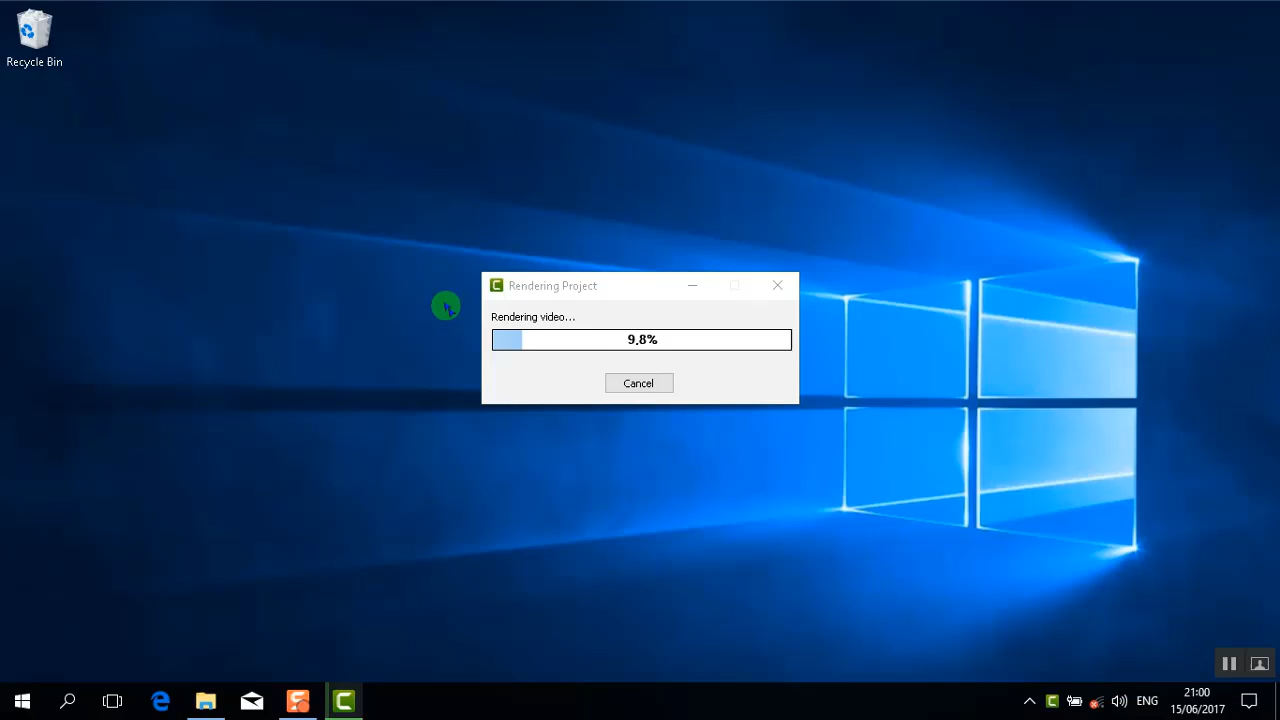 Recycle Bin
Rendering Project
Rendering video...
9.8%
Cancel
ENG
21:00
15/06/2017